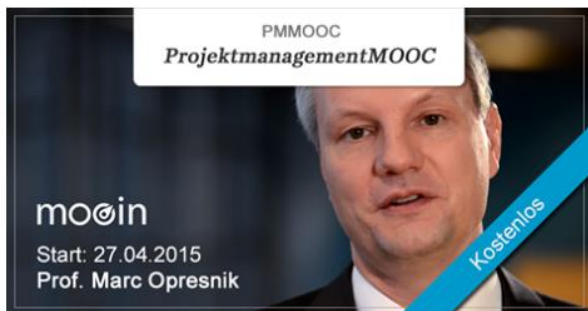 PMMOOC
ProjektmanagementMOOC
mooin
Start: 27.04.2015
Prof. Marc Opresnik
Kostenlos